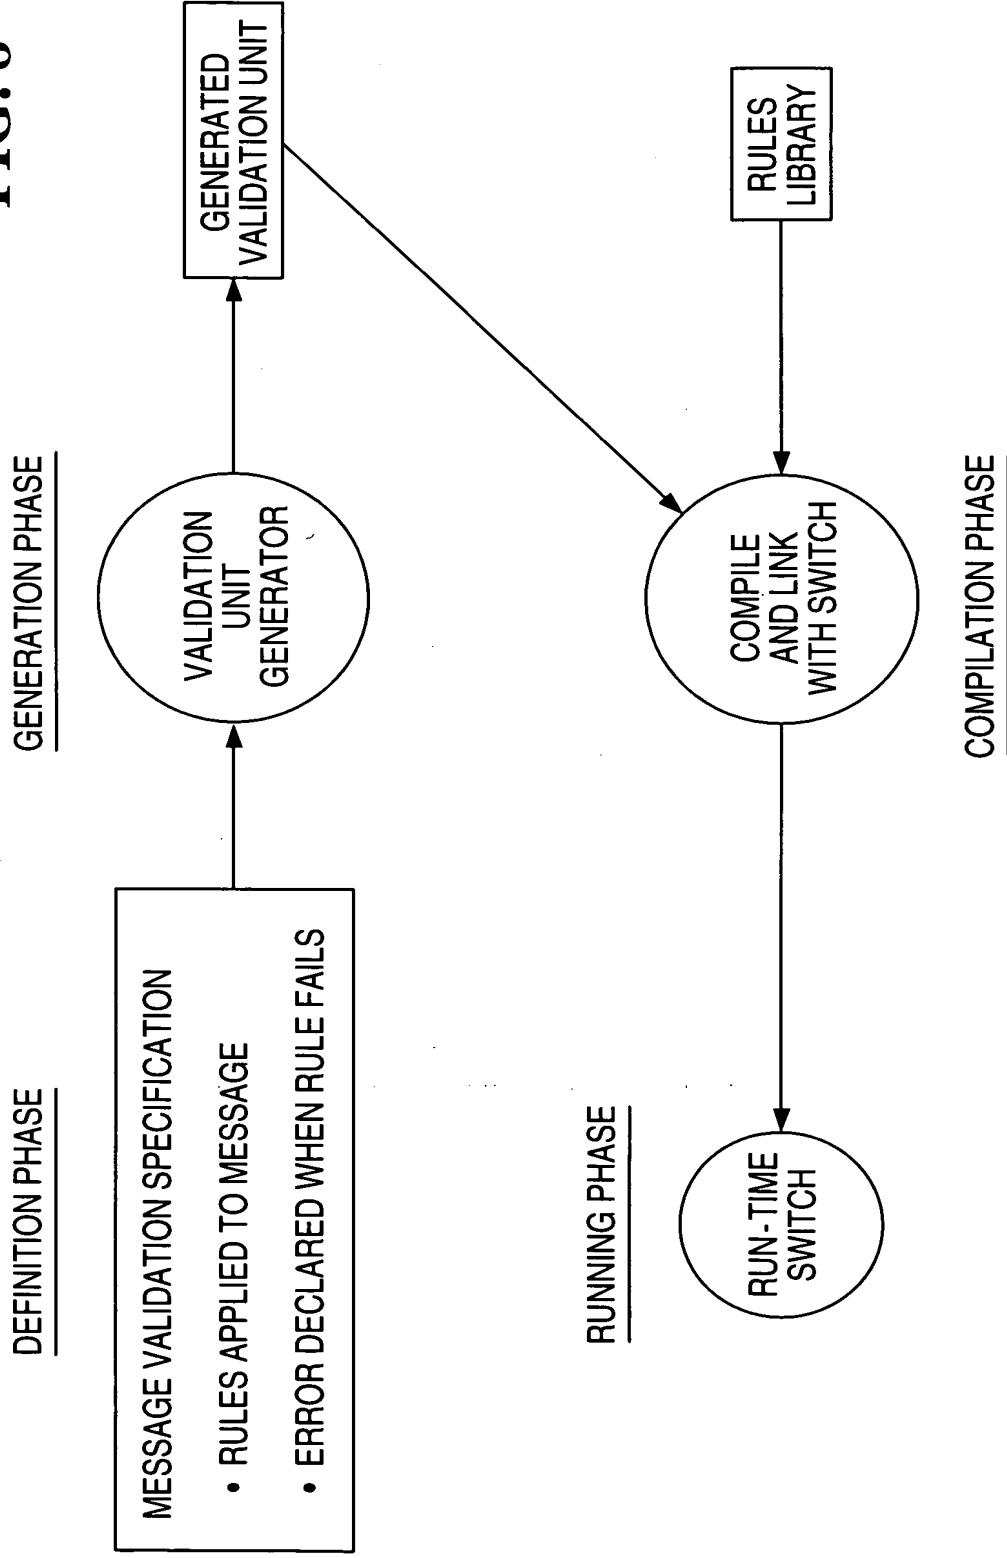 FIG.
DEFINITION PHASE
GENERATION PHASE
MESSAGE VALIDATION SPECIFICATION
• RULES APPLIED TO MESSAGE
• ERROR DECLARED WHEN RULE FAILS
VALIDATION
UNIT
GENERATOR
GENERATED
VALIDATION UNIT
RUNNING PHASE
RUN-TIME
SWITCH
COMPILE
AND LINK
WITH SWITCH
RULES
LIBRARY
COMPILATION PHASE